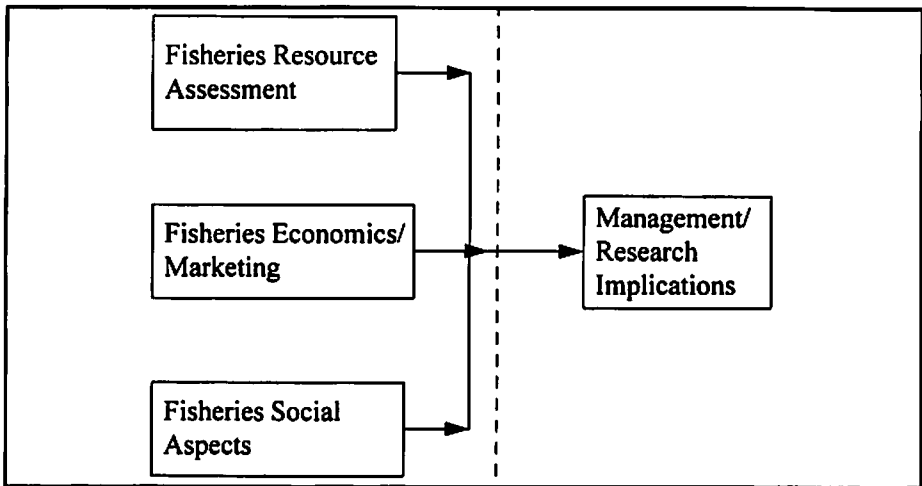 Fisheries Resource
Assessment
Fisheries Economics/
Marketing
Management/
Research
Implications
Fisheries Social
Aspects